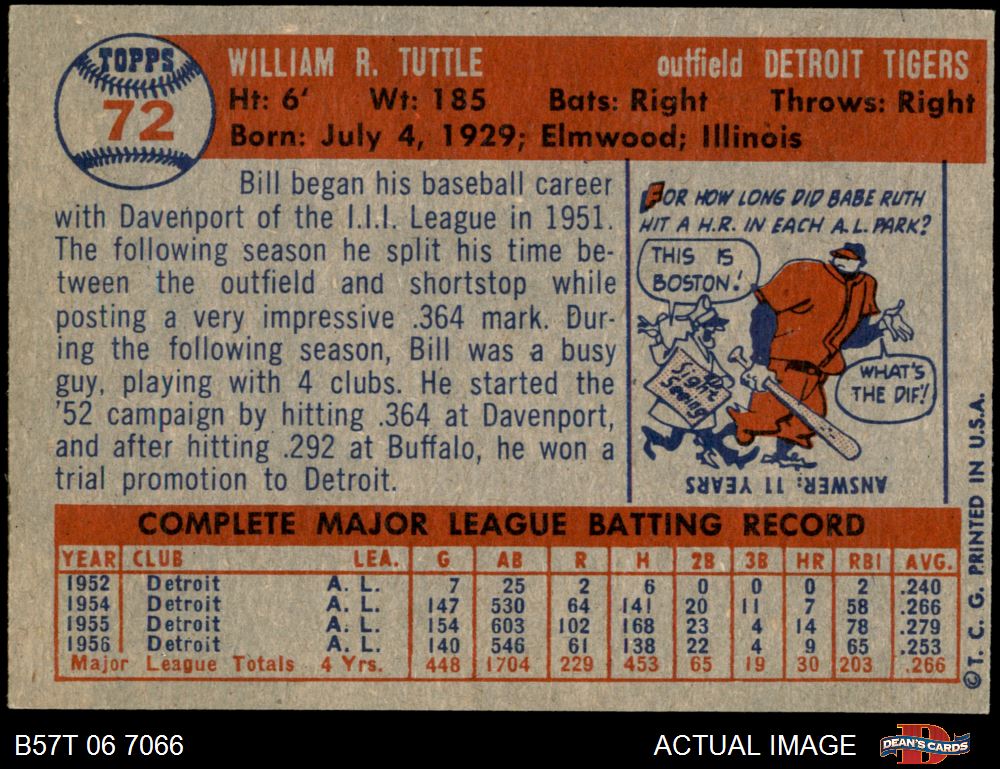 TOPPS
72
WILLIAM R. TUTTLE outfield DETROIT TIGERS
Ht: 6' Wt: 185 Bats: Right Throws: Right
Born: July 4, 1929; Elmwood; Illinois
Bill began his baseball career
with Davenport of the I.I.I. League in 1951.
The following season he split his time be-
tween the outfield and shortstop while
posting a very impressive .364 mark. Dur-
ing the following season, Bill was a busy
guy, playing with 4 clubs. He started the
'52 campaign by hitting .364 at Davenport,
and after hitting .292 at Buffalo, he won a
trial promotion to Detroit.
FOR HOW LONG DID BABE RUTH
HIT A H.R. IN EACH A.L. PARK?
THIS IS
BOSTON!
Sight
Seeing
WHAT'S
THE DIF!
ANSWER: 11 YEARS
COMPLETE MAJOR LEAGUE BATTING RECORD
YEAR CLUB LEA. G AB R H 2B 3B HR RBI AVG.
1952 Detroit A. L. 7 25 2 6 0 0 0 2 .240
1954 Detroit A. L. 147 530 64 141 20 11 7 58 .266
1955 Detroit A. L. 154 603 102 168 23 4 14 78 .279
1956 Detroit A. L. 140 546 61 138 22 4 9 65 .253
Major League Totals 4 Yrs. 448 1704 229 453 65 19 30 203 .266
©T. C. G. PRINTED IN U.S.A.
B57T 06 7066 ACTUAL IMAGE
DEAN'S CARDS